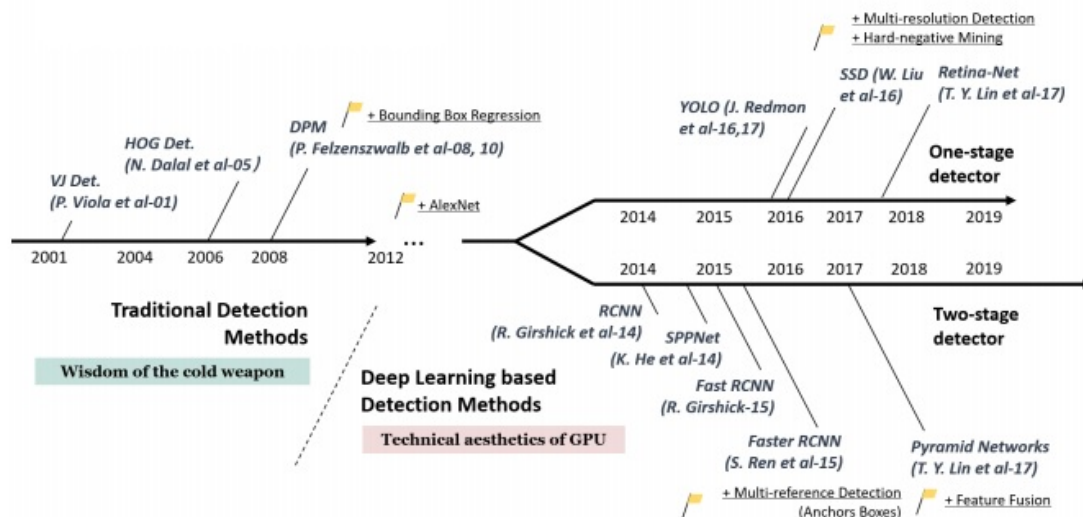 + Multi-resolution Detection
+ Hard-negative Mining
SSD (W. Liu
et al-16)
Retina-Net
(T. Y. Lin et al-17)
YOLO (J. Redmon
et al-16,17)
+ Bounding Box Regression
DPM
(P. Felzenszwalb et al-08, 10)
HOG Det.
(N. Dalal et al-05)
VJ Det.
(P. Viola et al-01)
One-stage
detector
+ AlexNet
2014 2015 2016 2017 2018 2019
...
2001 2004 2006 2008 2012
2014 2015 2016 2017 2018 2019
Traditional Detection
Methods
Wisdom of the cold weapon
RCNN
(R. Girshick et al-14)
SPPNet
(K. He et al-14)
Two-stage
detector
Deep Learning based
Detection Methods
Technical aesthetics of GPU
Fast RCNN
(R. Girshick-15)
Faster RCNN
(S. Ren et al-15)
Pyramid Networks
(T. Y. Lin et al-17)
+ Multi-reference Detection
(Anchors Boxes)
+ Feature Fusion